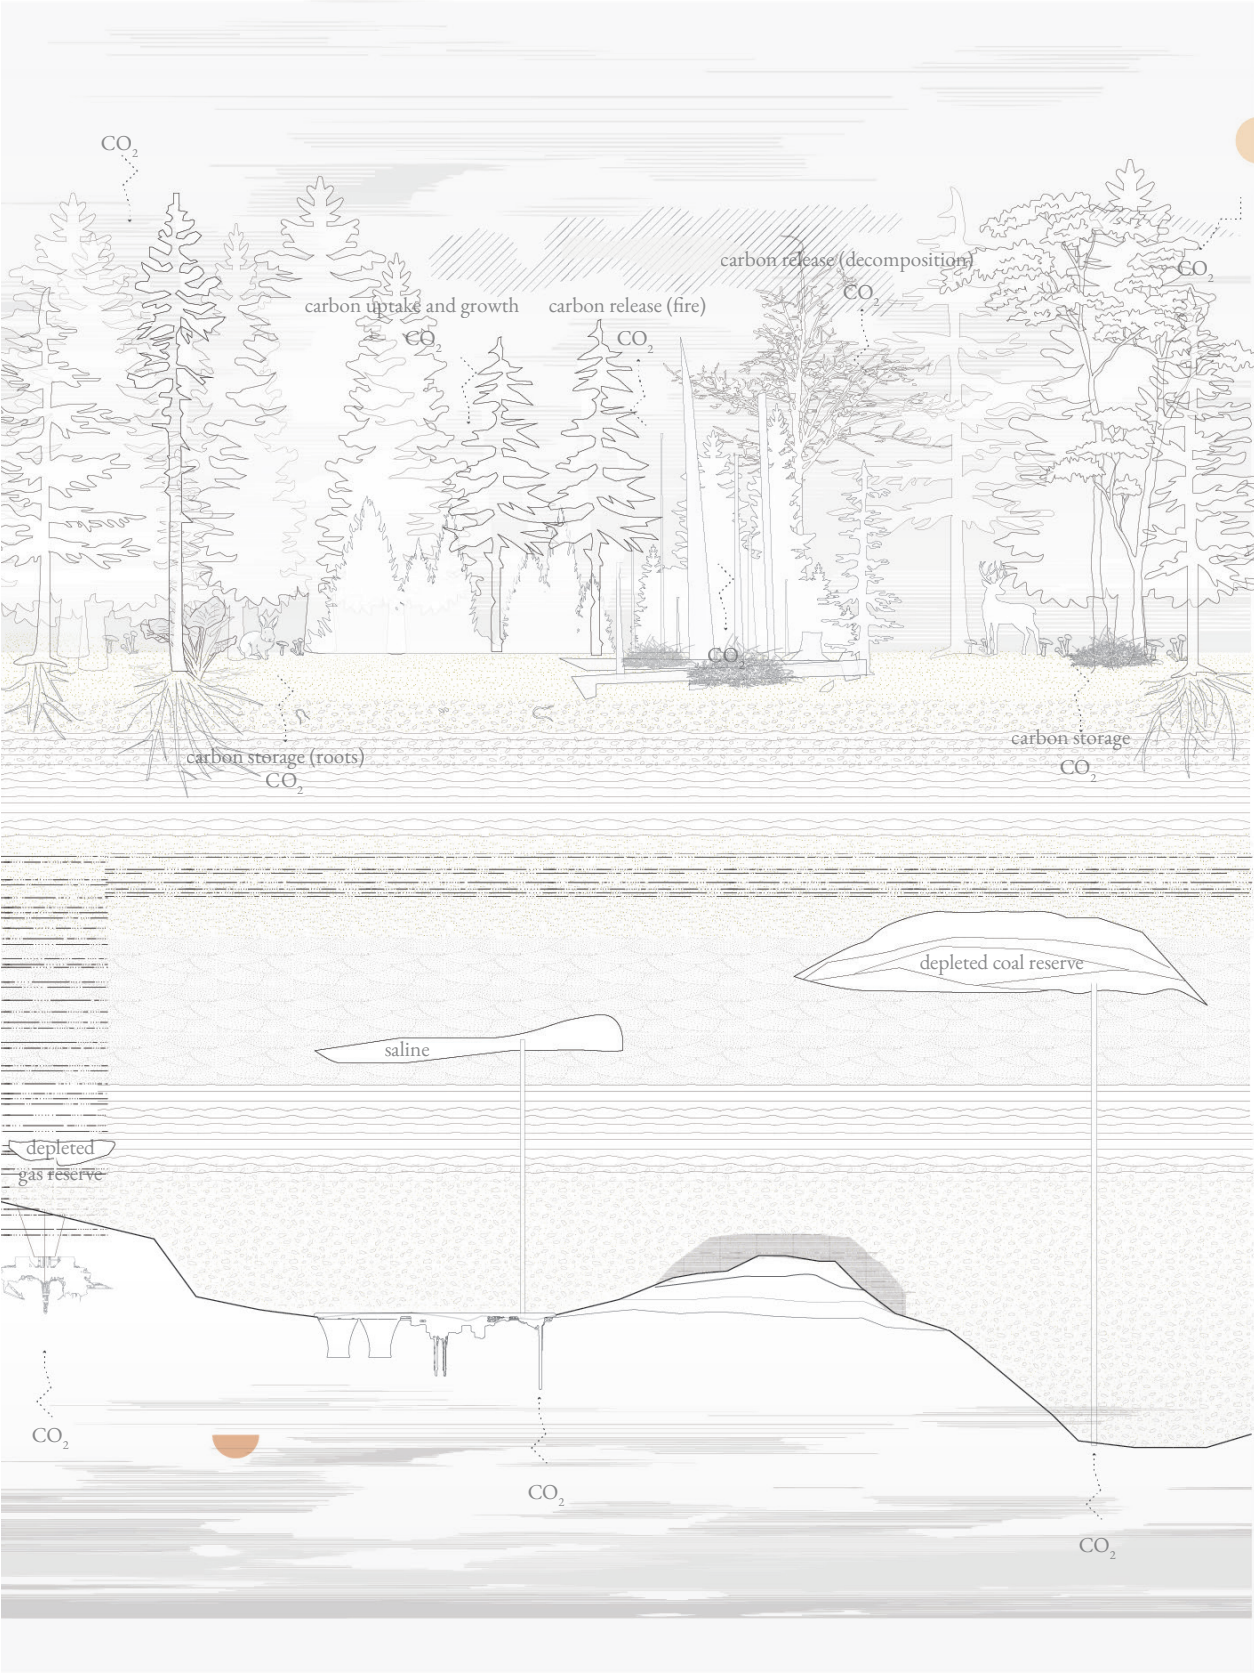 CO2
carbon release (decomposition)
CO2
CO2
carbon uptake and growth
carbon release (fire)
CO2
CO2
CO2
carbon storage
carbon storage (roots)
CO2
CO2
depleted coal reserve
saline
depleted
gas reserve
CO2
CO2
CO2